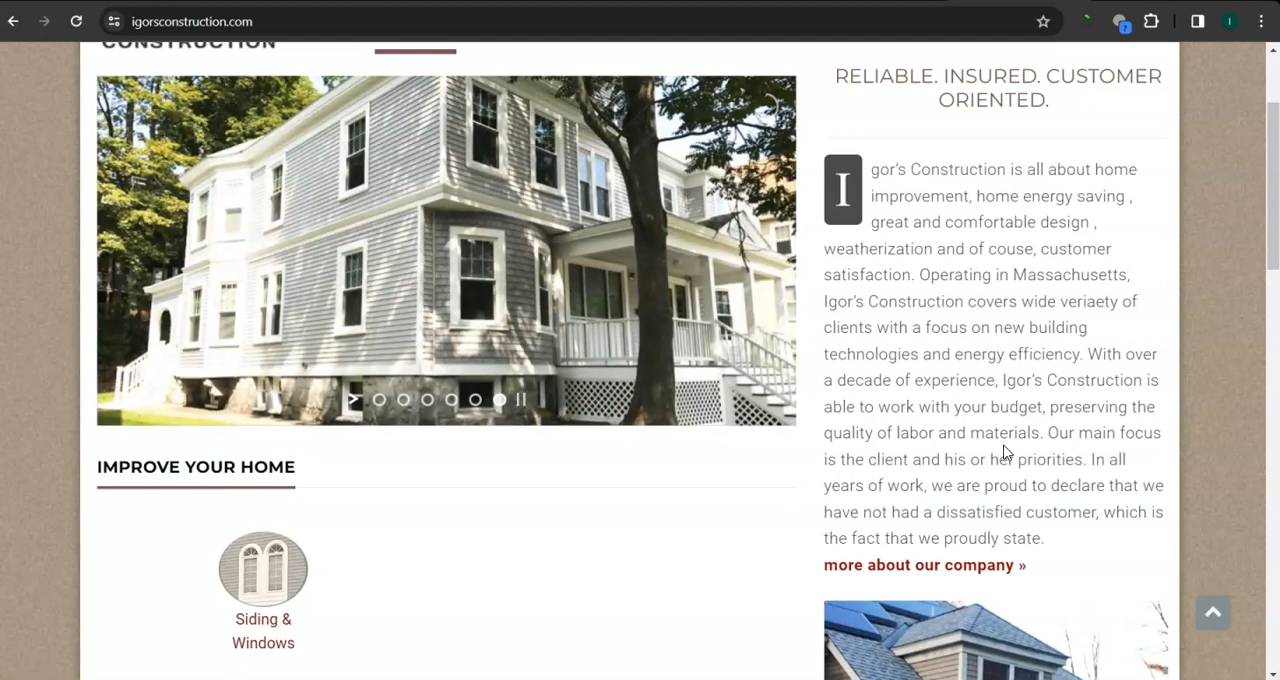 igorsconstruction.com
CONSTRUCTION
RELIABLE. INSURED. CUSTOMER
ORIENTED.
Igor's Construction is all about home
improvement, home energy saving ,
great and comfortable design ,
weatherization and of couse, customer
satisfaction. Operating in Massachusetts,
Igor's Construction covers wide veriaety of
clients with a focus on new building
technologies and energy efficiency. With over
a decade of experience, Igor's Construction is
able to work with your budget, preserving the
quality of labor and materials. Our main focus
is the client and his or her priorities. In all
years of work, we are proud to declare that we
have not had a dissatisfied customer, which is
the fact that we proudly state.
more about our company »
IMPROVE YOUR HOME
Siding &
Windows